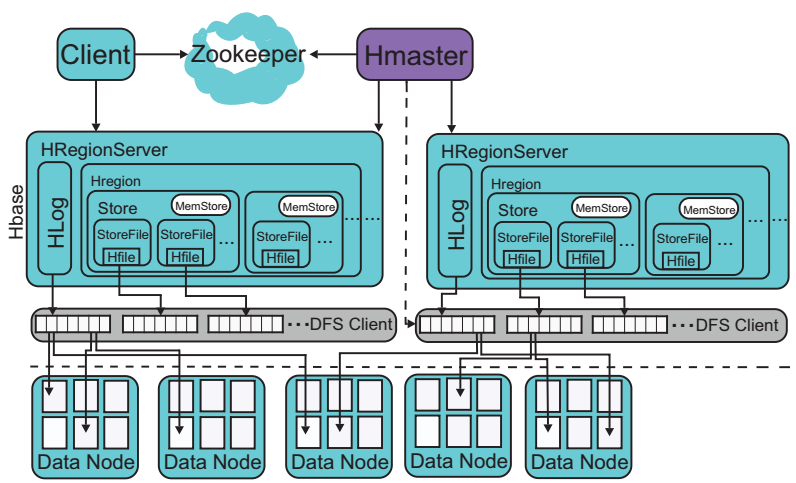 Client
Zookeeper
Hmaster
Hbase
HRegionServer
HLog
Hregion
Store
MemStore
StoreFile
Hfile
StoreFile
Hfile
...
MemStore
StoreFile
Hfile
...
... ...
HRegionServer
HLog
Hregion
Store
MemStore
StoreFile
Hfile
StoreFile
Hfile
...
MemStore
StoreFile
Hfile
...
... ...
...DFS Client
...DFS Client
Data Node
Data Node
Data Node
Data Node
Data Node